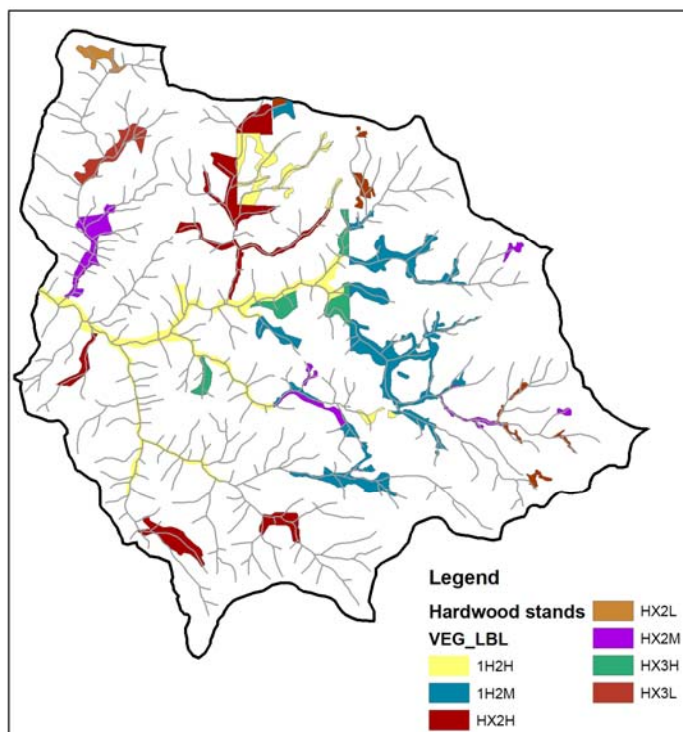 Legend
Hardwood stands
VEG_LBL
1H2H
1H2M
HX2H
HX2L
HX2M
HX3H
HX3L